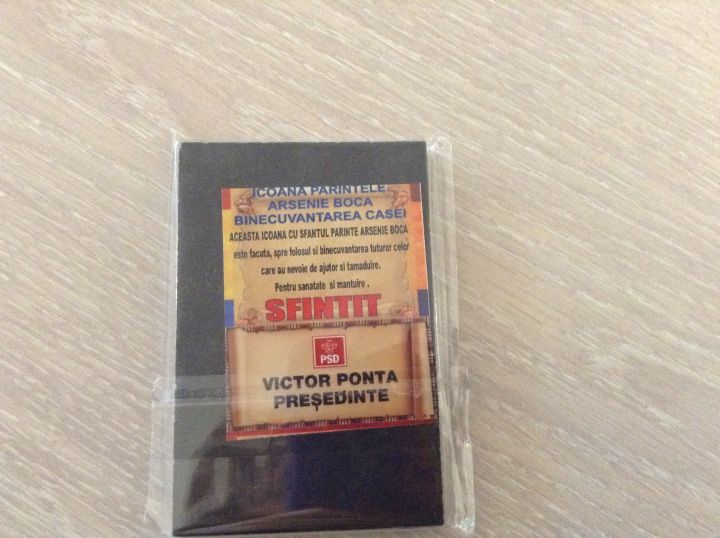 ICOANA PARINTELE
ARSENIE BOCA
BINECUVANTAREA CASEI
ACEASTA ICOANA CU SFANTUL PARINTE ARSENIE BOCA
este facuta, spre folosul si binecuvantarea tuturor celor
care au nevoie de ajutor si tamaduire.
Pentru sanatate si mantuire .
SFINTIT
PSD
VICTOR PONTA
PREȘEDINTE